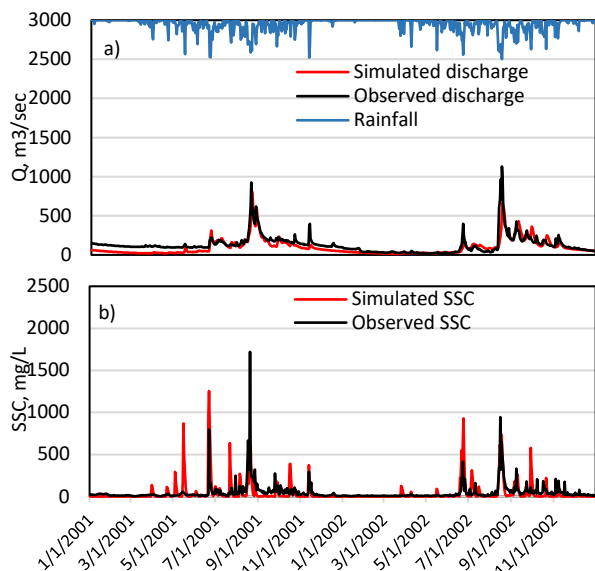 3000
2500
2000
1500
1000
500
0
Q, m3/sec
a)
Simulated discharge
Observed discharge
Rainfall
2500
2000
1500
1000
500
0
SSC, mg/L
b)
Simulated SSC
Observed SSC
1/1/2001
3/1/2001
5/1/2001
7/1/2001
9/1/2001
11/1/2001
1/1/2002
3/1/2002
5/1/2002
7/1/2002
9/1/2002
11/1/2002